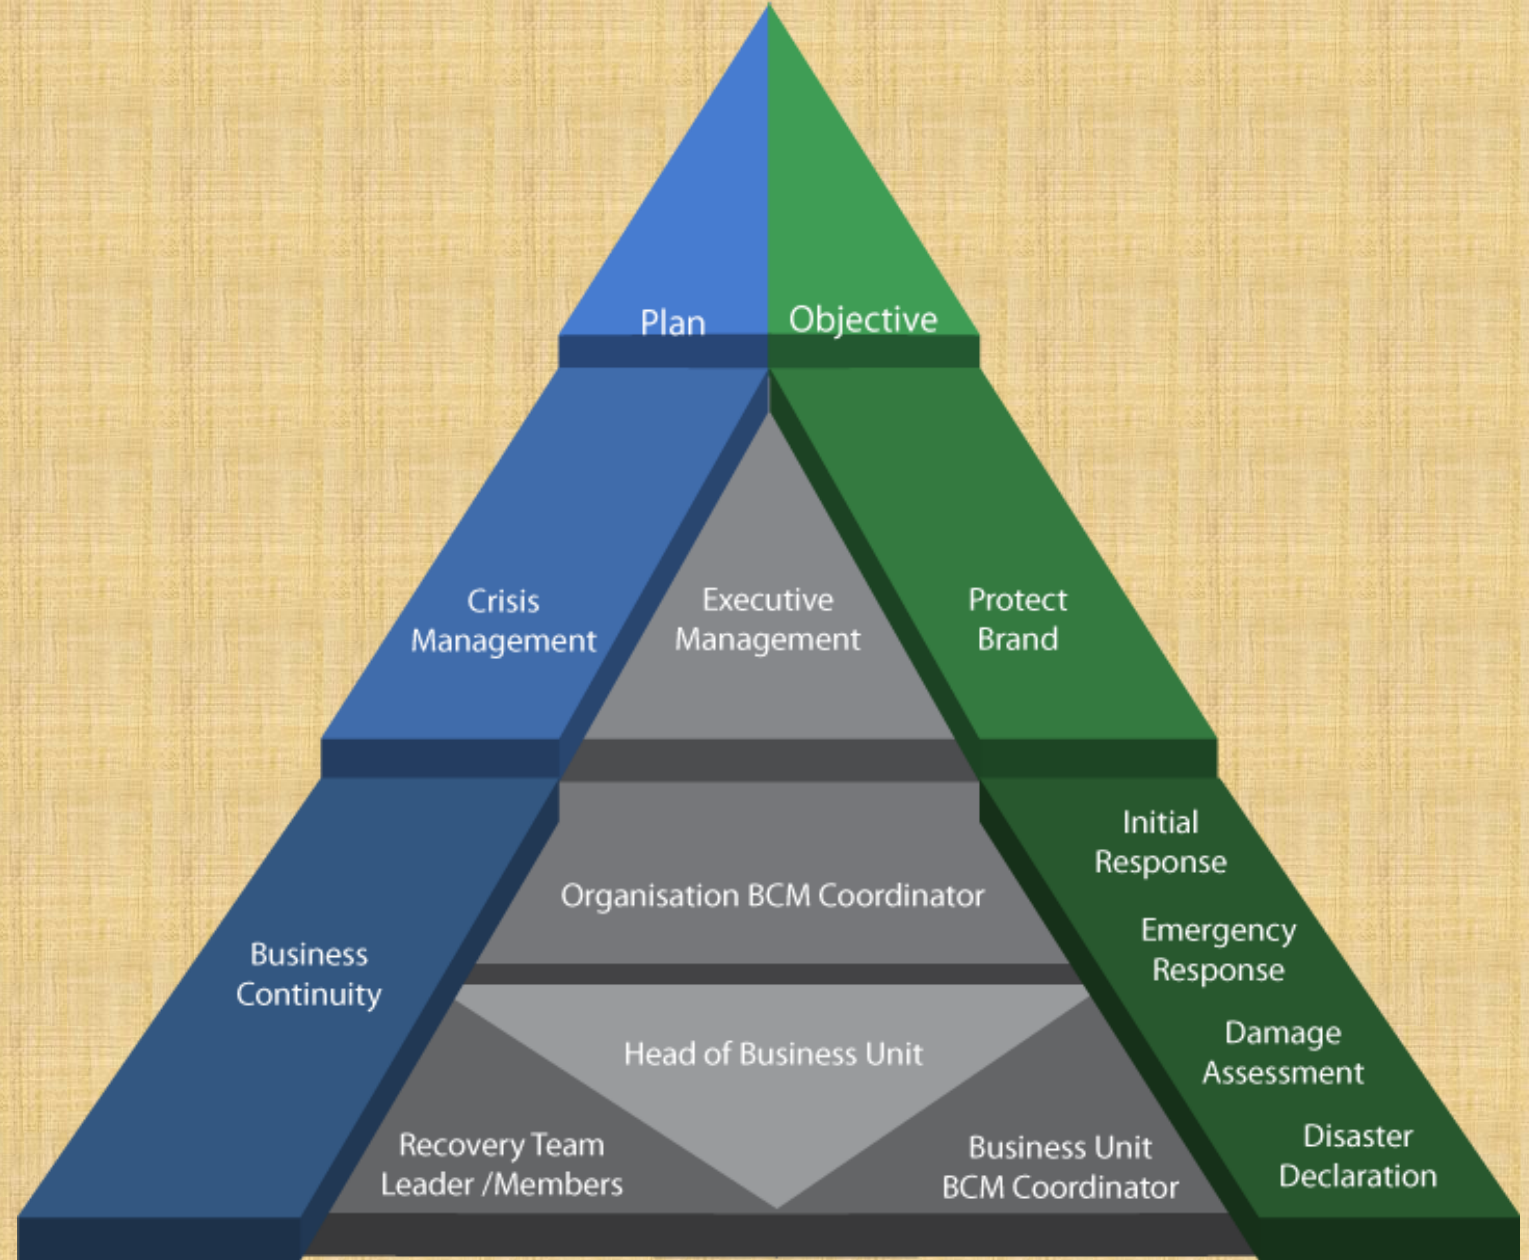 Plan
Objective
Crisis
Management
Executive
Management
Protect
Brand
Business
Continuity
Organisation BCM Coordinator
Head of Business Unit
Recovery Team
Leader /Members
Business Unit
BCM Coordinator
Initial
Response
Emergency
Response
Damage
Assessment
Disaster
Declaration